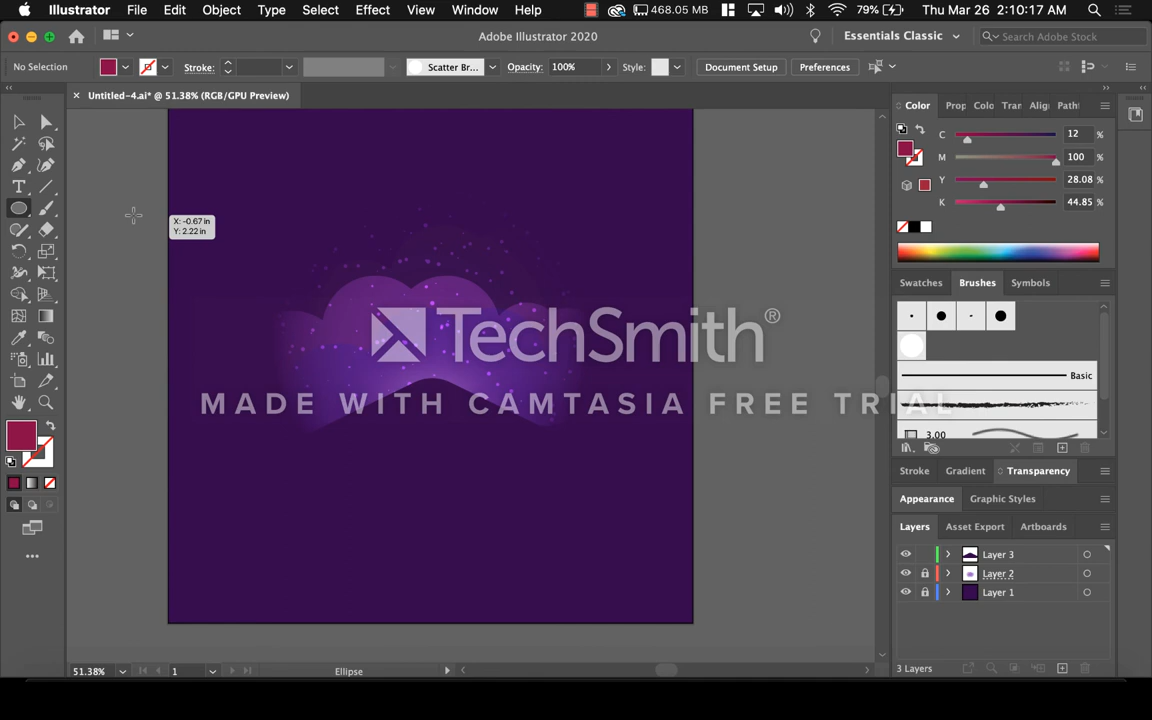 Illustrator File Edit Object Type Select Effect View Window Help 468.05 MB 79% Thu Mar 26 2:10:17 AM
Adobe Illustrator 2020 Essentials Classic Search Adobe Stock
No Selection Stroke: Scatter Br... Opacity: 100% Style: Document Setup Preferences
Untitled-4.ai* @ 51.38% (RGB/GPU Preview)
Color Prop Colo Tran Alig Path
C 12 %
M 100 %
Y 28.08 %
K 44.85 %
X: -0.67 in
Y: 2.22 in
Swatches Brushes Symbols
TechSmith®
MADE WITH CAMTASIA FREE TRIAL
Basic
3.00
Stroke Gradient Transparency
Appearance Graphic Styles
Layers Asset Export Artboards
Layer 3
Layer 2
Layer 1
51.38% 1 Ellipse
3 Layers